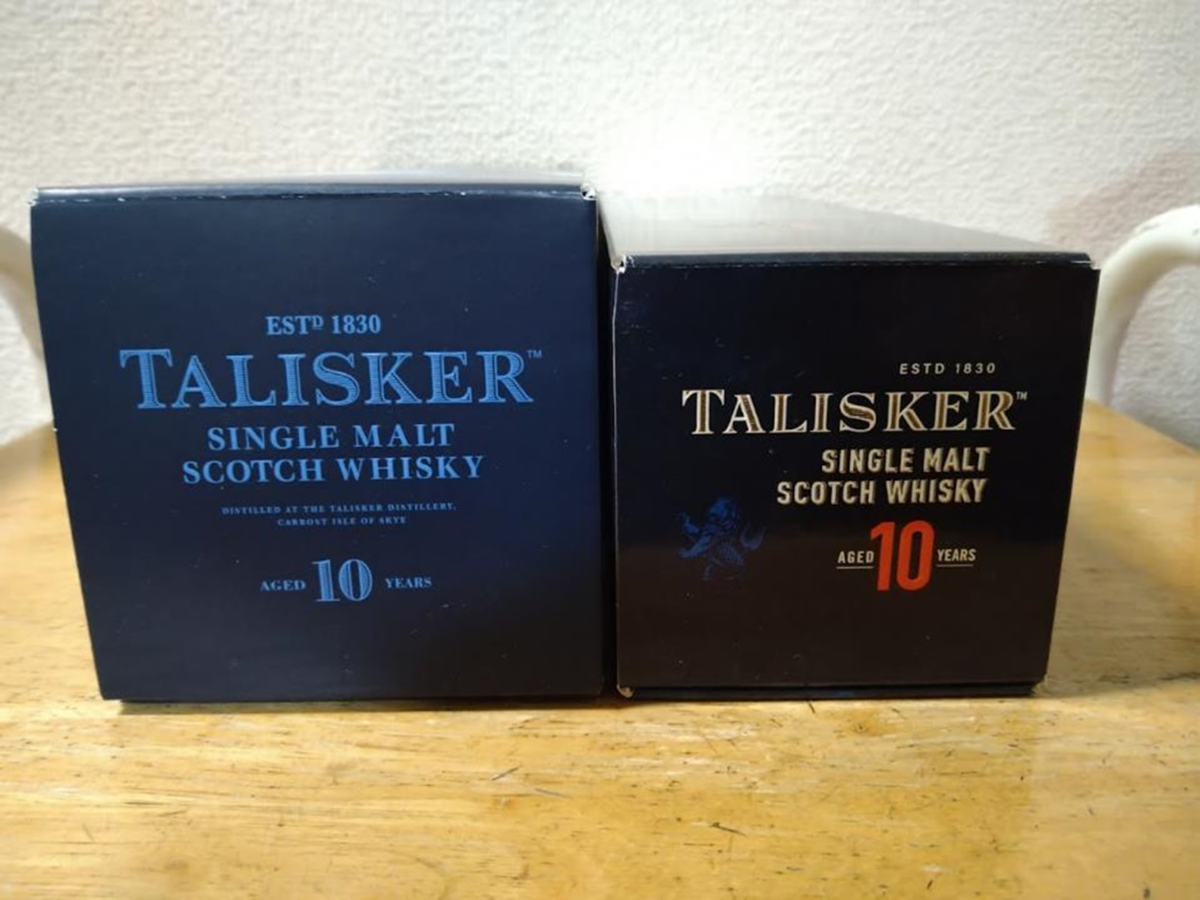 ESTᴰ 1830
TALISKER™
SINGLE MALT
SCOTCH WHISKY
DISTILLED AT THE TALISKER DISTILLERY,
CARBOST ISLE OF SKYE
AGED 10 YEARS
ESTD 1830
TALISKER™
SINGLE MALT
SCOTCH WHISKY
AGED 10 YEARS